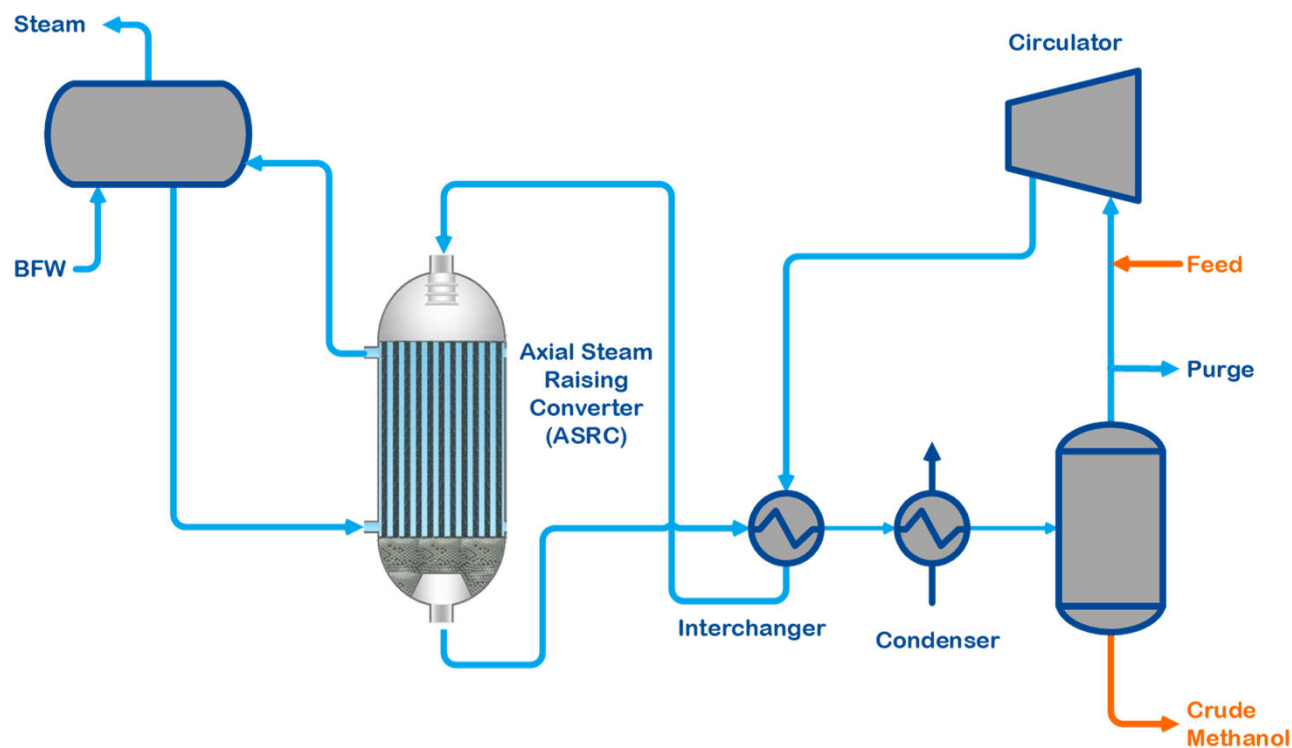 Steam
Circulator
BFW
Feed
Axial Steam
Raising
Converter
(ASRC)
Purge
Interchanger
Condenser
Crude
Methanol